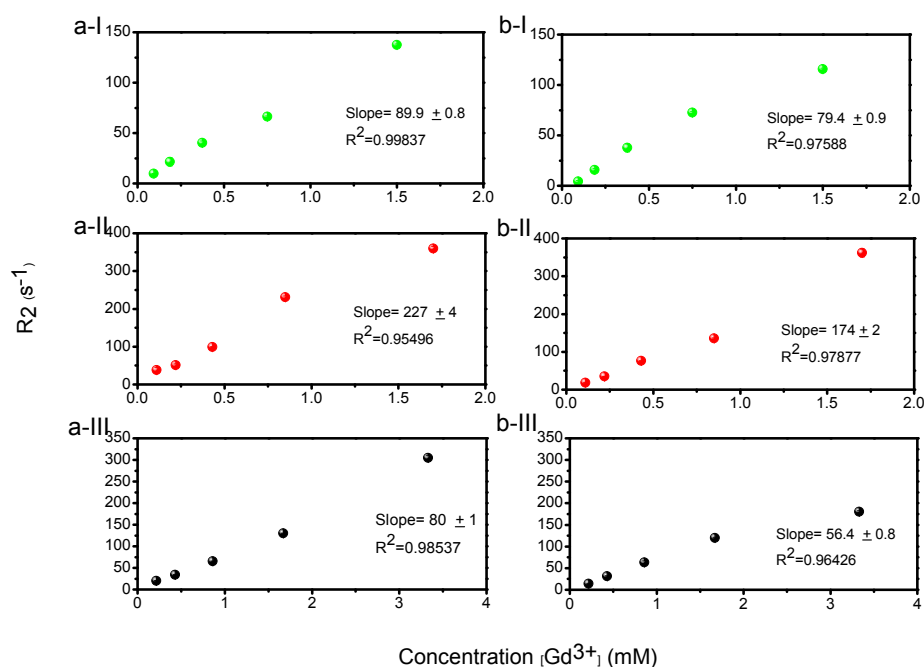 a-I
150
100
50
0
0.0 0.5 1.0 1.5 2.0
Slope= 89.9 ± 0.8
R²=0.99837
b-I
150
100
50
0
0.0 0.5 1.0 1.5 2.0
Slope= 79.4 ± 0.9
R²=0.97588
a-II
400
300
200
100
0
0.0 0.5 1.0 1.5 2.0
Slope= 227 ± 4
R²=0.95496
b-II
400
300
200
100
0
0.0 0.5 1.0 1.5 2.0
Slope= 174 ± 2
R²=0.97877
R2 (s⁻¹)
a-III
350
300
250
200
150
100
50
0
0 1 2 3 4
Slope= 80 ± 1
R²=0.98537
b-III
350
300
250
200
150
100
50
0
0 1 2 3 4
Slope= 56.4 ± 0.8
R²=0.96426
Concentration [Gd³⁺] (mM)